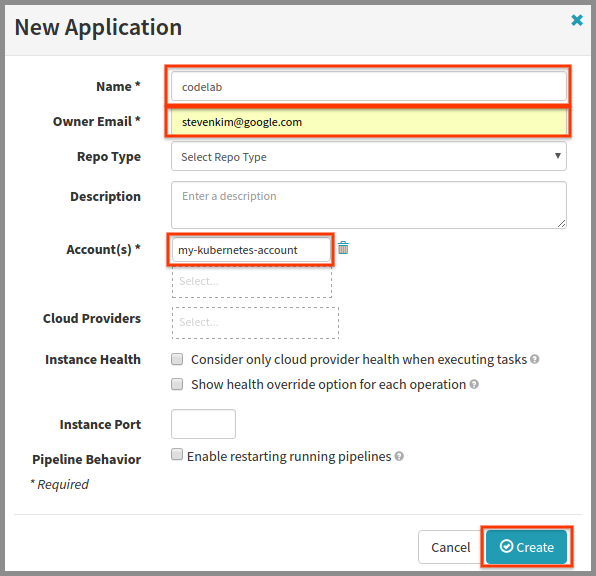 New Application
Name * codelab
Owner Email * stevenkim@google.com
Repo Type Select Repo Type
Description Enter a description
Account(s) * my-kubernetes-account
Select...
Cloud Providers Select...
Instance Health Consider only cloud provider health when executing tasks ?
Show health override option for each operation ?
Instance Port
Pipeline Behavior Enable restarting running pipelines ?
* Required
Cancel Create